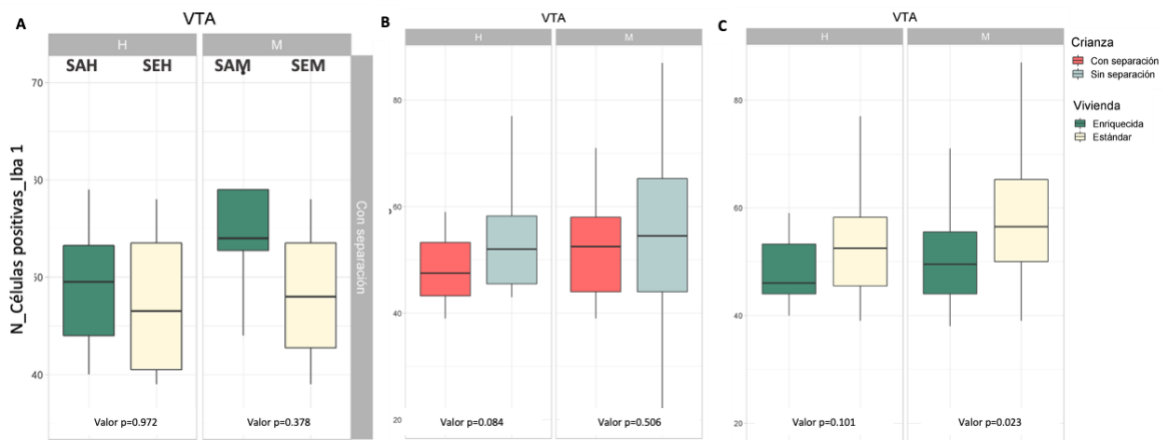 A
VTA
H
M
SAH
SEH
SAM
SEM
N_Células positivas_Iba 1
70
60
50
40
Con separación
Valor p=0.972
Valor p=0.378
B
VTA
H
M
80
60
40
20
Valor p=0.084
Valor p=0.506
C
VTA
H
M
80
60
40
20
Valor p=0.101
Valor p=0.023
Crianza
Con separación
Sin separación
Vivienda
Enriquecida
Estándar